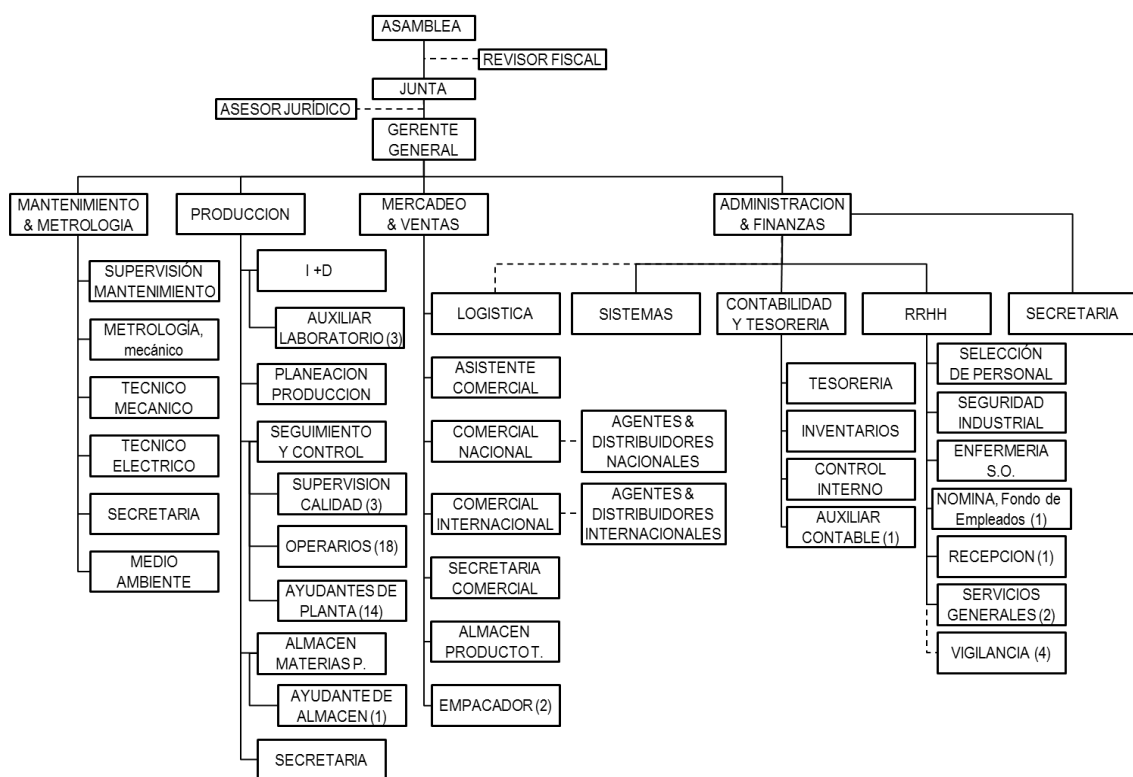 ASAMBLEA
REVISOR FISCAL
JUNTA
ASESOR JURÍDICO
GERENTE
GENERAL
MANTENIMIENTO
& METROLOGIA
PRODUCCION
MERCADEO
& VENTAS
ADMINISTRACION
& FINANZAS
SUPERVISIÓN
MANTENIMIENTO
METROLOGÍA,
mecánico
TECNICO
MECANICO
TECNICO
ELECTRICO
SECRETARIA
MEDIO
AMBIENTE
I +D
AUXILIAR
LABORATORIO (3)
PLANEACION
PRODUCCION
SEGUIMIENTO
Y CONTROL
SUPERVISION
CALIDAD (3)
OPERARIOS (18)
AYUDANTES DE
PLANTA (14)
ALMACEN
MATERIAS P.
AYUDANTE DE
ALMACEN (1)
SECRETARIA
LOGISTICA
ASISTENTE
COMERCIAL
COMERCIAL
NACIONAL
AGENTES &
DISTRIBUIDORES
NACIONALES
COMERCIAL
INTERNACIONAL
AGENTES &
DISTRIBUIDORES
INTERNACIONALES
SECRETARIA
COMERCIAL
ALMACEN
PRODUCTO T.
EMPACADOR (2)
SISTEMAS
CONTABILIDAD
Y TESORERIA
TESORERIA
INVENTARIOS
CONTROL
INTERNO
AUXILIAR
CONTABLE (1)
RRHH
SELECCIÓN
DE PERSONAL
SEGURIDAD
INDUSTRIAL
ENFERMERIA
S.O.
NOMINA, Fondo de
Empleados (1)
RECEPCION (1)
SERVICIOS
GENERALES (2)
VIGILANCIA (4)
SECRETARIA